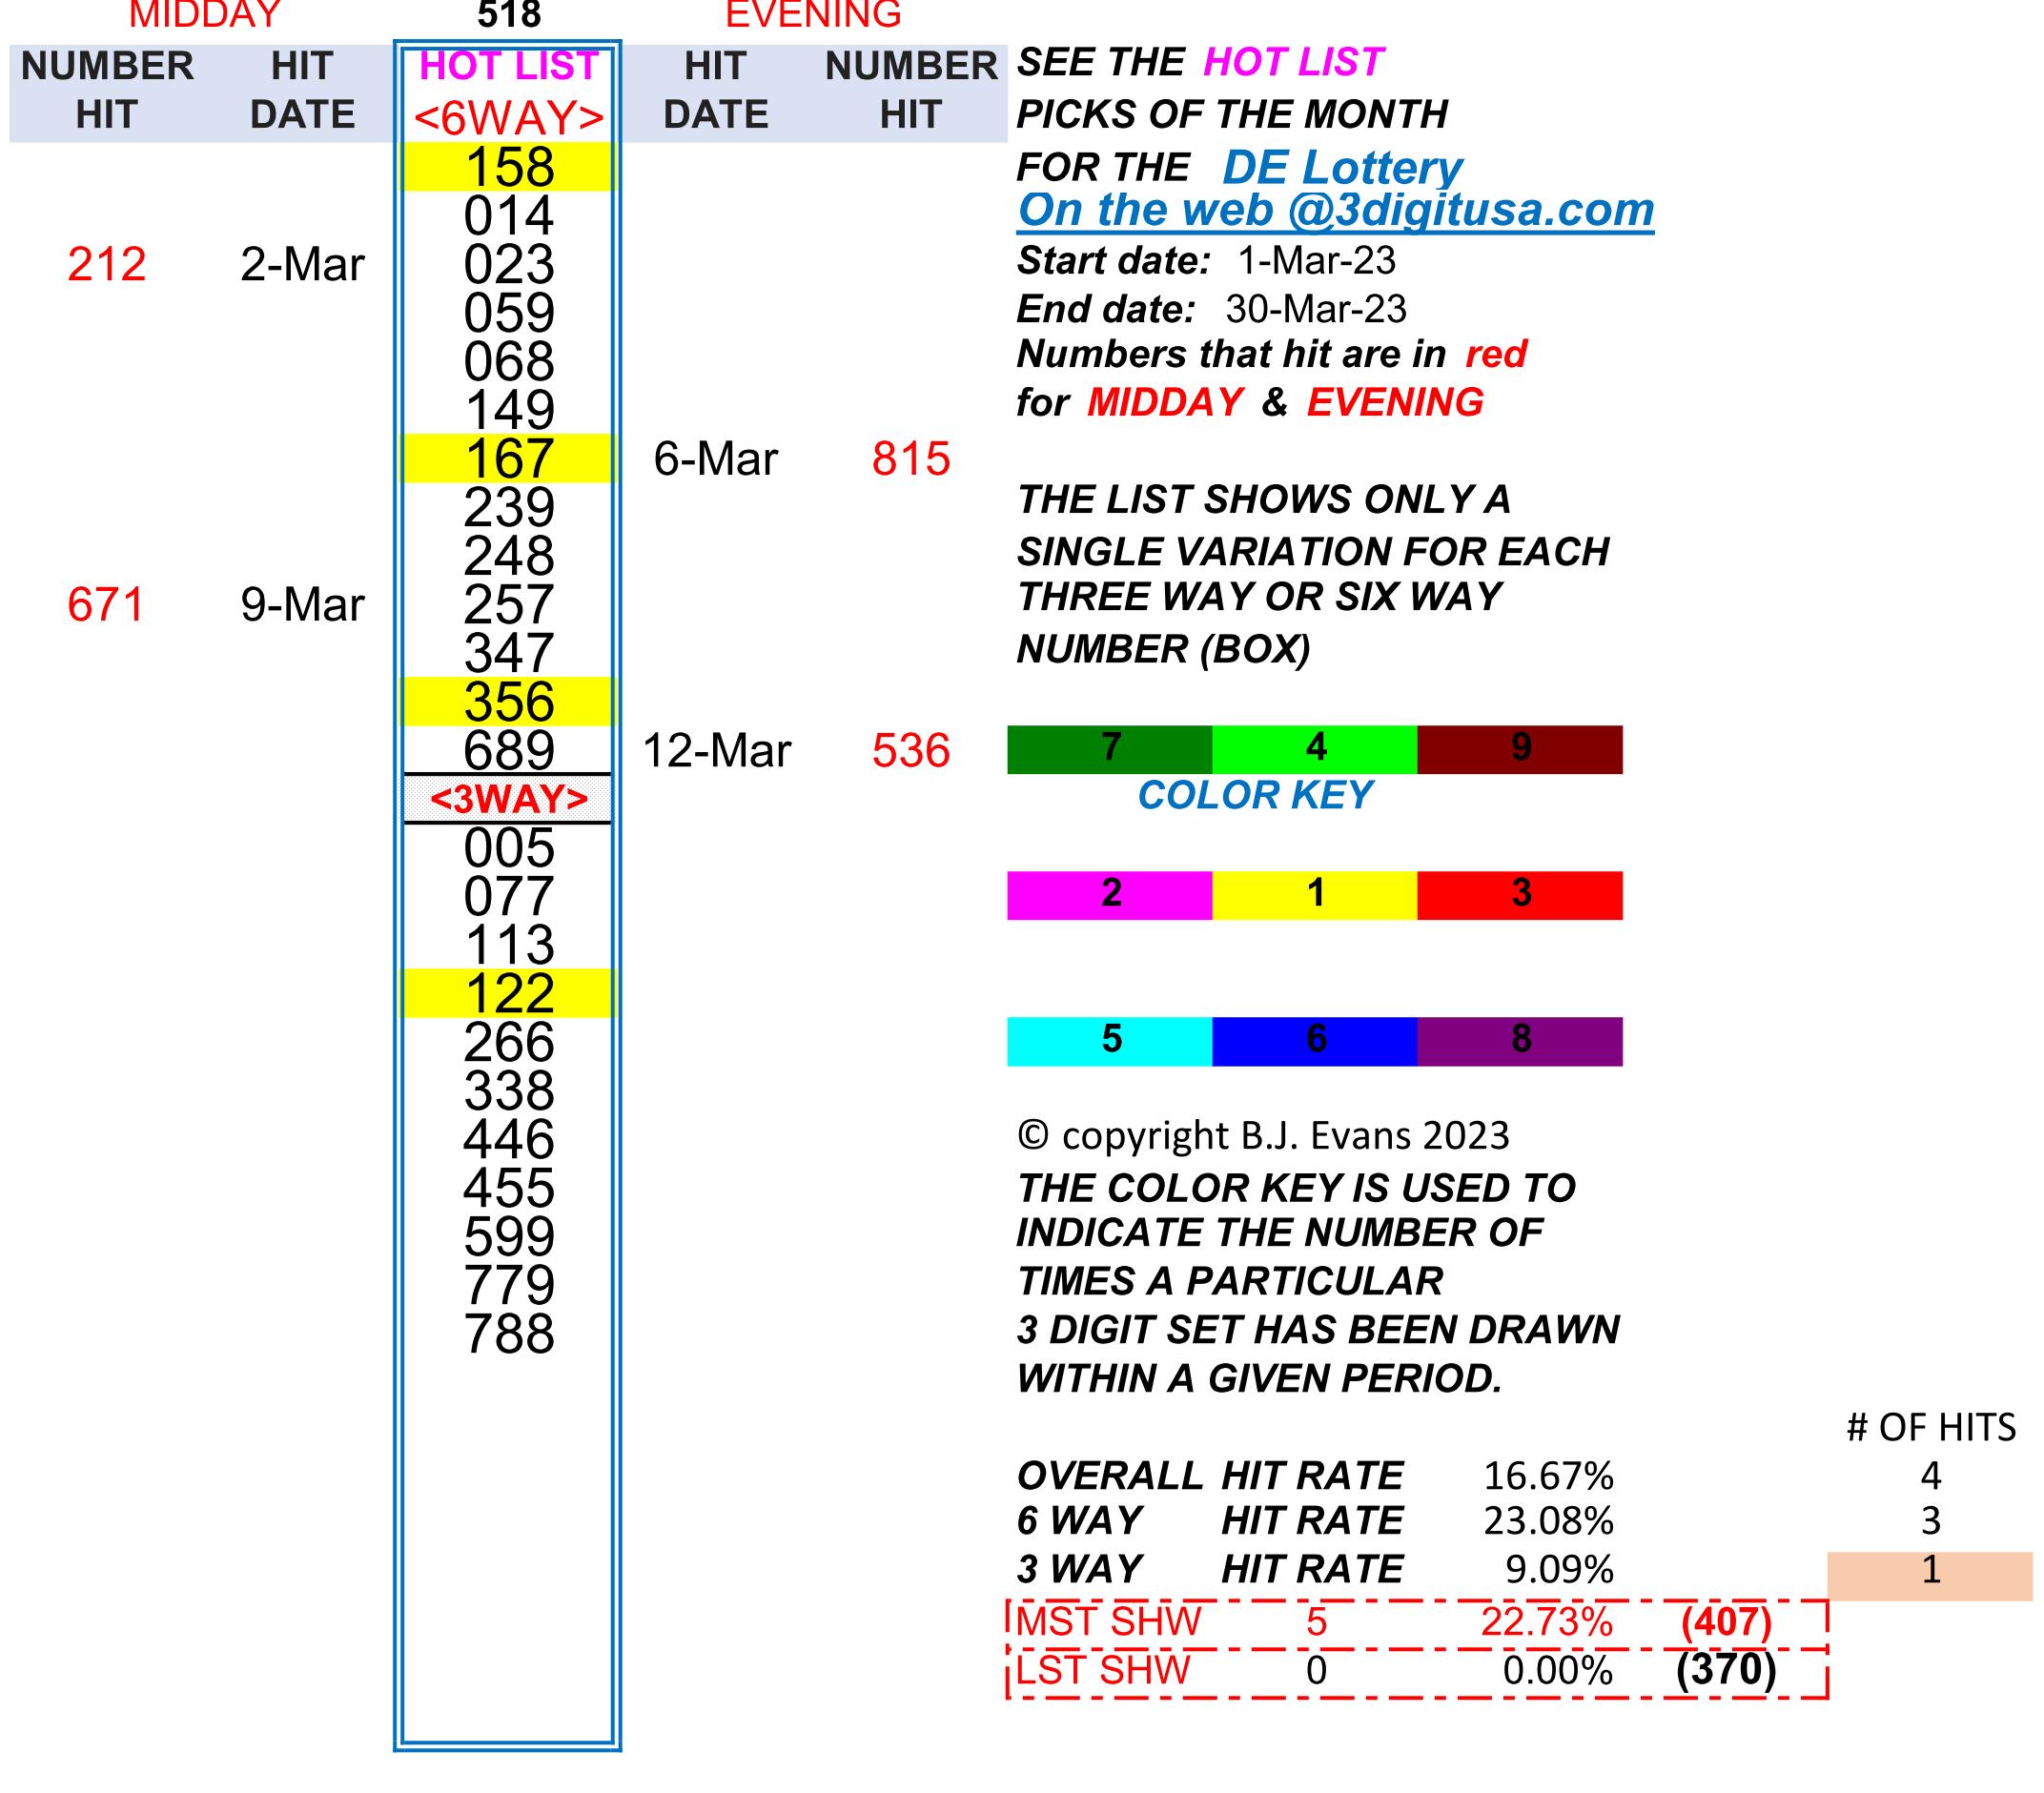 MIDDAY 518 EVENING
NUMBER HIT HOT LIST HIT NUMBER SEE THE HOT LIST
HIT DATE <6WAY> DATE HIT PICKS OF THE MONTH
158 FOR THE DE Lottery
014 On the web @3digitusa.com
212 2-Mar 023 Start date: 1-Mar-23
059 End date: 30-Mar-23
068 Numbers that hit are in red
149 for MIDDAY & EVENING
167 6-Mar 815
239 THE LIST SHOWS ONLY A
248 SINGLE VARIATION FOR EACH
671 9-Mar 257 THREE WAY OR SIX WAY
347 NUMBER (BOX)
356
689 12-Mar 536 7 4 9
<3WAY> COLOR KEY
005
077 2 1 3
113
122
266 5 6 8
338
446 © copyright B.J. Evans 2023
455 THE COLOR KEY IS USED TO
599 INDICATE THE NUMBER OF
779 TIMES A PARTICULAR
788 3 DIGIT SET HAS BEEN DRAWN
WITHIN A GIVEN PERIOD.
# OF HITS
OVERALL HIT RATE 16.67% 4
6 WAY HIT RATE 23.08% 3
3 WAY HIT RATE 9.09% 1
MST SHW 5 22.73% (407)
LST SHW 0 0.00% (370)